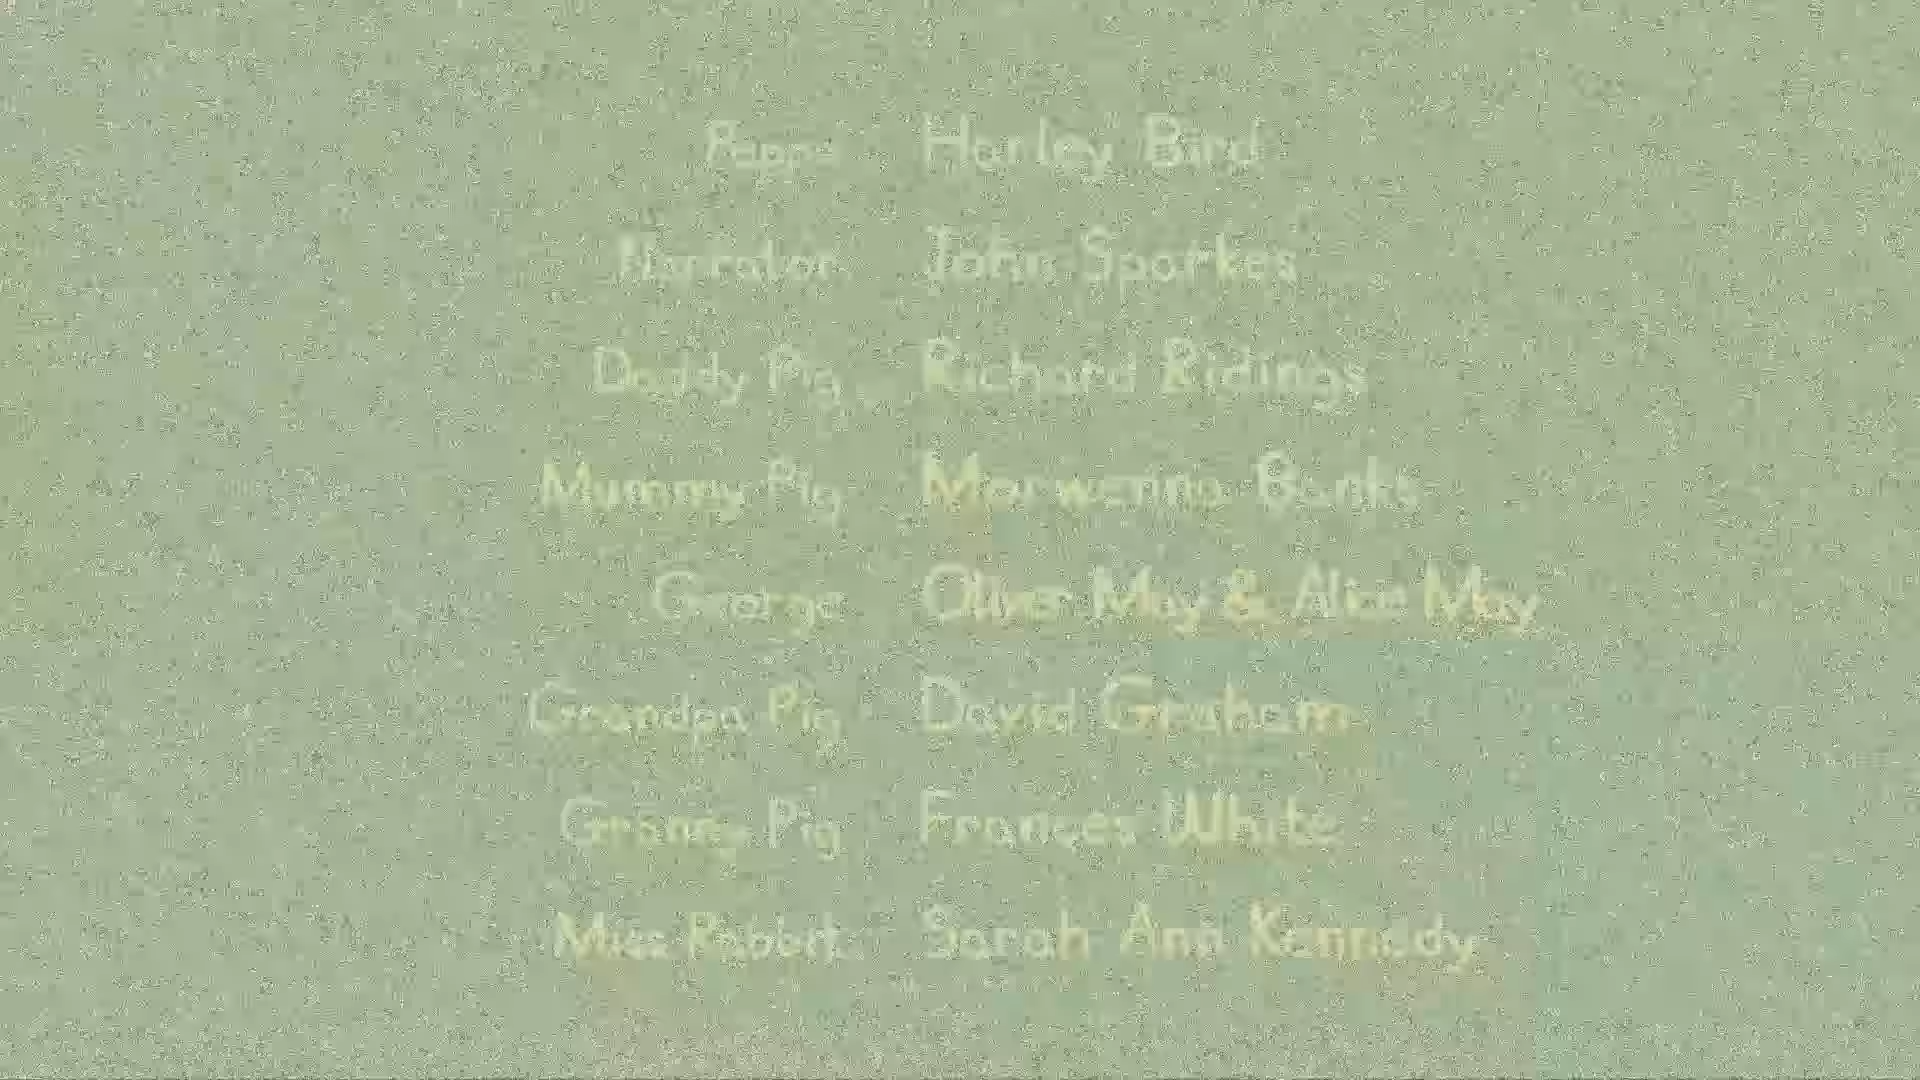 Peppa Harley Bird
Narrator John Sparkes
Daddy Pig Richard Ridings
Mummy Pig Morwenna Banks
George Oliver May & Alice May
Grandpa Pig David Graham
Granny Pig Frances White
Miss Rabbit Sarah Ann Kennedy